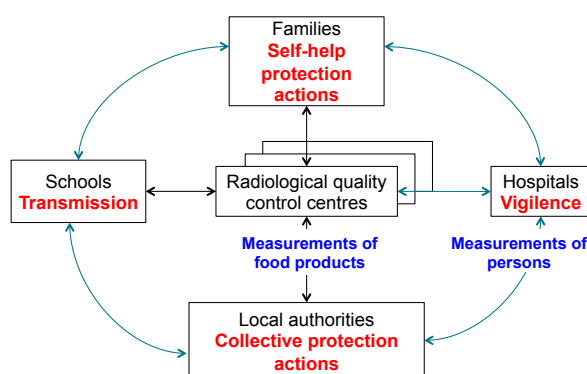 Families
Self-help
protection
actions
Schools
Transmission
Radiological quality
control centres
Hospitals
Vigilence
Measurements of
food products
Measurements of
persons
Local authorities
Collective protection
actions